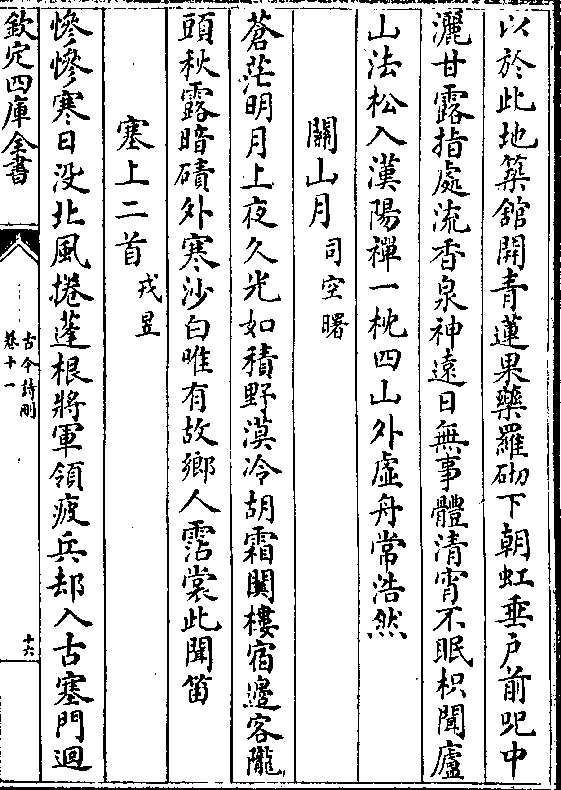 以於此地築舘開青蓮果藥羅砌下朝虹垂户前呪中
灑甘露指處流香泉神遠日無事體清宵不眠枳聞廬
山法松入漢陽禪一枕四山外虚舟常浩然
關山月 司空曙
蒼茫明月上夜久光如積野漠冷胡霜關樓宿邊客隴
頭秋露暗磧外寒沙白唯有故鄉人霑裳此聞笛
塞上二首 戎昱
慘慘寒日没北風捲蓬根將軍領疲兵却入古塞門迴
欽定四庫全書
古今詩刪
卷十一
十六